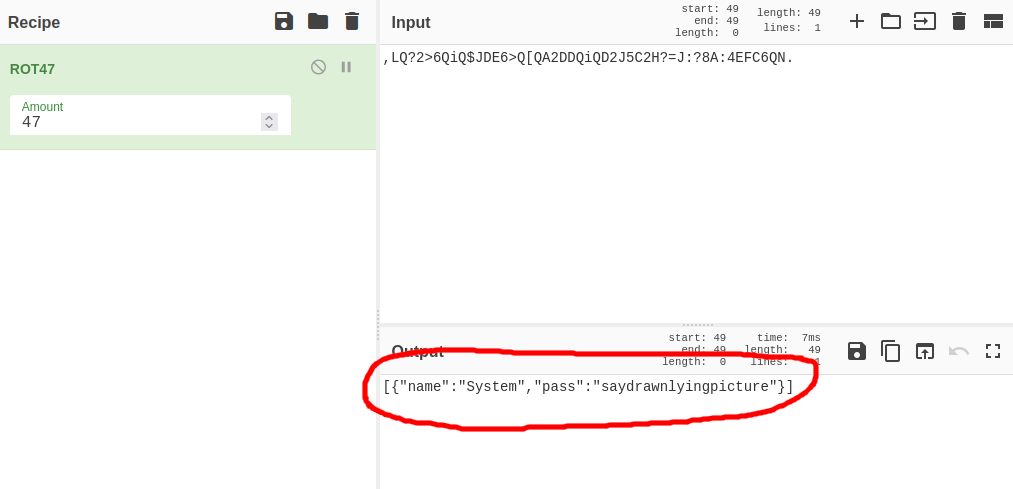 Recipe
ROT47
Amount
47
Input
start: 49
end: 49
length: 0
length: 49
lines: 1
,LQ?2>6QiQ$JDE6>Q[QA2DDQiQD2J5C2H?=J:?8A:4EFC6QN.
Output
start: 49
end: 49
length: 0
time: 7ms
length: 49
lines: 1
[{"name":"System","pass":"saydrawnlyingpicture"}]